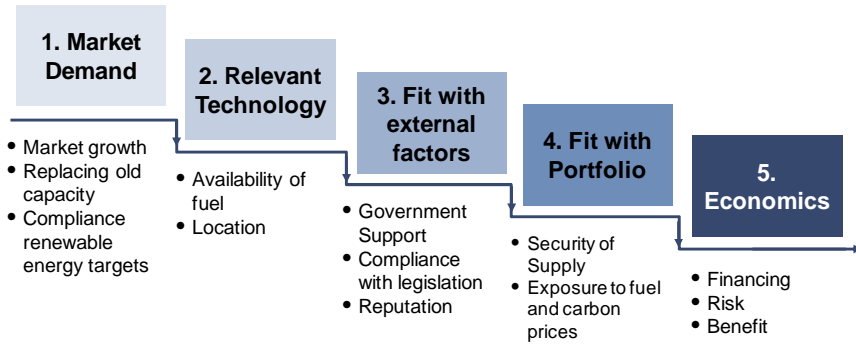 1. Market
Demand
• Market growth
• Replacing old
capacity
• Compliance
renewable
energy targets
2. Relevant
Technology
• Availability of
fuel
• Location
3. Fit with
external
factors
• Government
Support
• Compliance
with legislation
• Reputation
4. Fit with
Portfolio
• Security of
Supply
• Exposure to fuel
and carbon
prices
5.
Economics
• Financing
• Risk
• Benefit